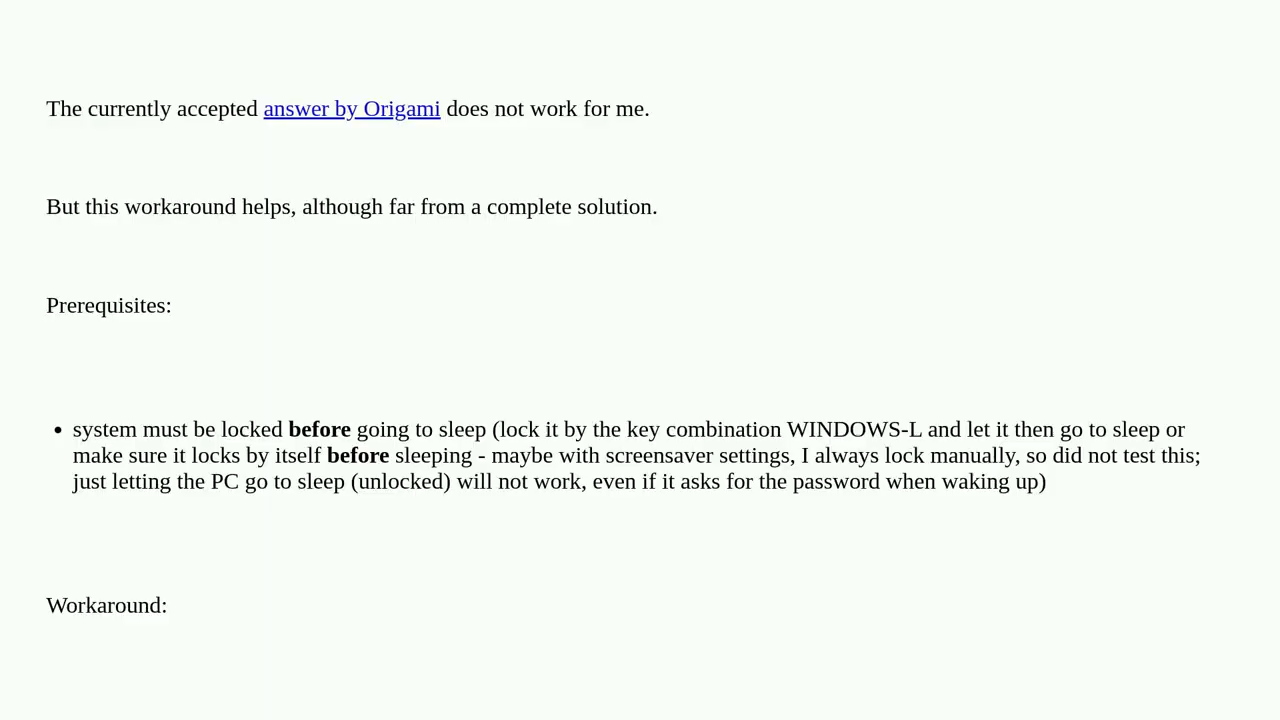 The currently accepted answer by Origami does not work for me.
But this workaround helps, although far from a complete solution.
Prerequisites:
• system must be locked before going to sleep (lock it by the key combination WINDOWS-L and let it then go to sleep or
make sure it locks by itself before sleeping - maybe with screensaver settings, I always lock manually, so did not test this;
just letting the PC go to sleep (unlocked) will not work, even if it asks for the password when waking up)
Workaround: